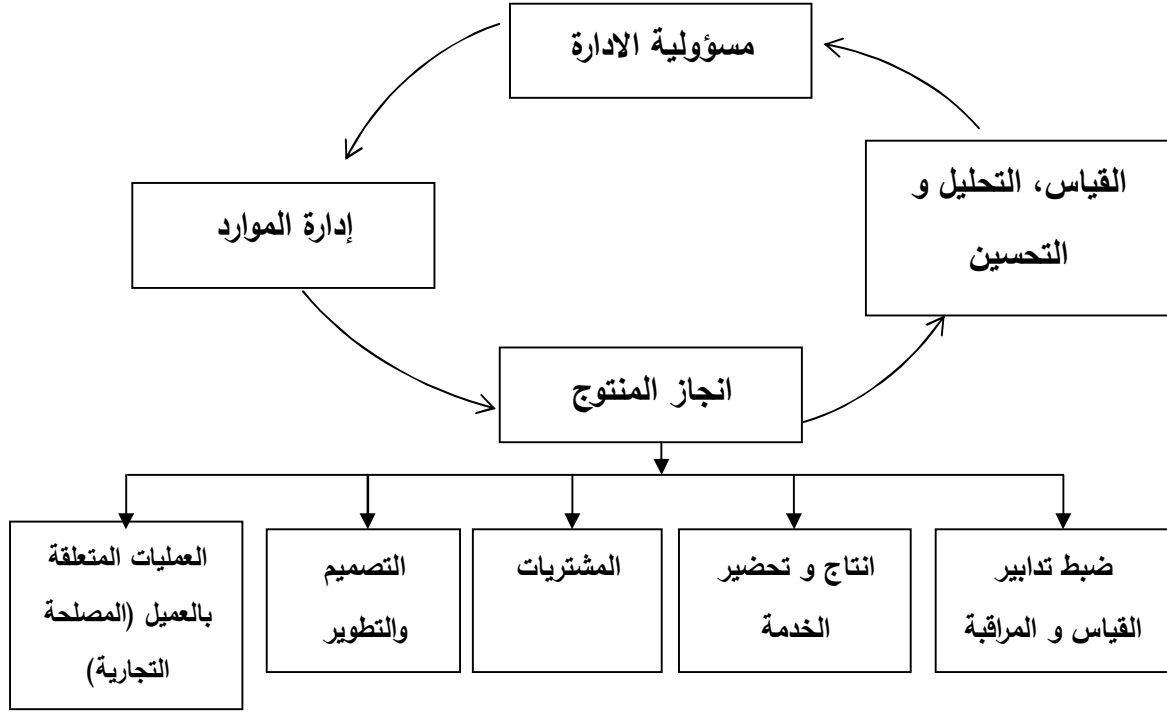 مسؤولية الادارة
القياس، التحليل و
التحسين
إدارة الموارد
انجاز المنتوج
ضبط تدابير
القياس و المراقبة
انتاج و تحضير
الخدمة
المشتريات
التصميم
والتطوير
العمليات المتعلقة
بالعميل (المصلحة
التجارية)